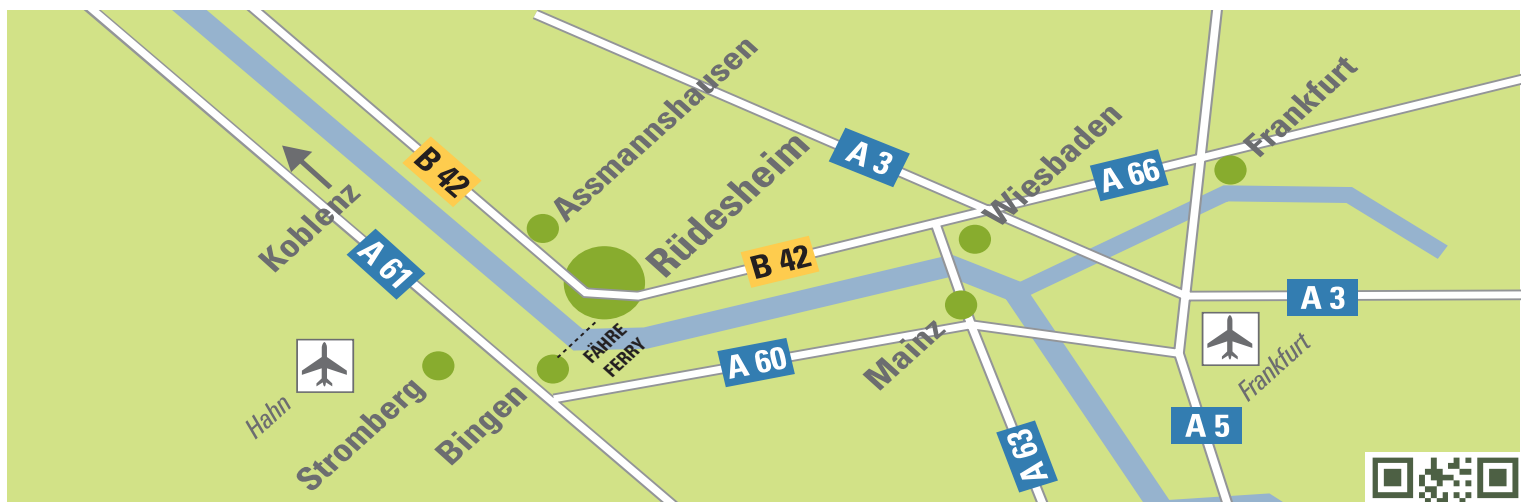 Assmannshausen
Frankfurt
B 42
A 3
Rüdesheim
Wiesbaden
A 66
Koblenz
A 61
B 42
A 3
FÄHRE
FERRY
A 60
Mainz
Frankfurt
Hahn
Stromberg
Bingen
A 63
A 5